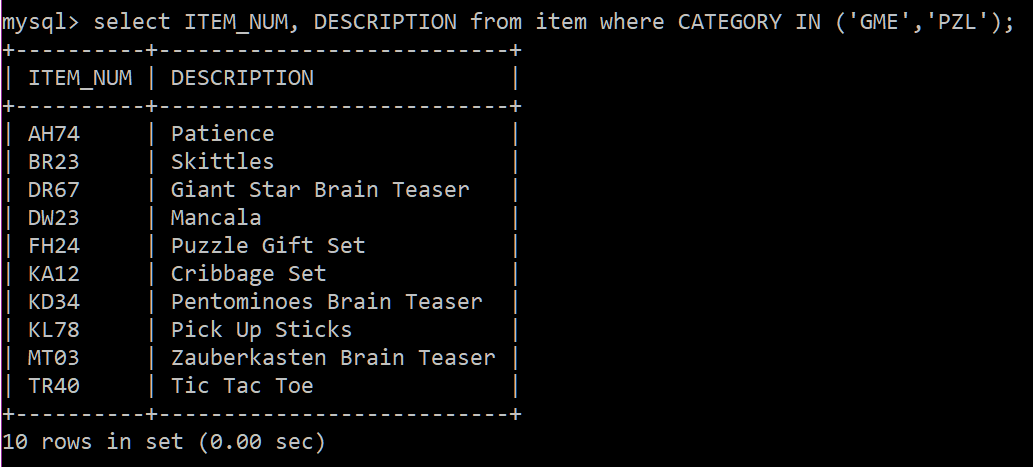 mysql> select ITEM_NUM, DESCRIPTION from item where CATEGORY IN ('GME','PZL');
+----------+---------------------------+
| ITEM_NUM | DESCRIPTION               |
+----------+---------------------------+
| AH74     | Patience                  |
| BR23     | Skittles                  |
| DR67     | Giant Star Brain Teaser   |
| DW23     | Mancala                   |
| FH24     | Puzzle Gift Set           |
| KA12     | Cribbage Set              |
| KD34     | Pentominoes Brain Teaser  |
| KL78     | Pick Up Sticks            |
| MT03     | Zauberkasten Brain Teaser |
| TR40     | Tic Tac Toe               |
+----------+---------------------------+
10 rows in set (0.00 sec)